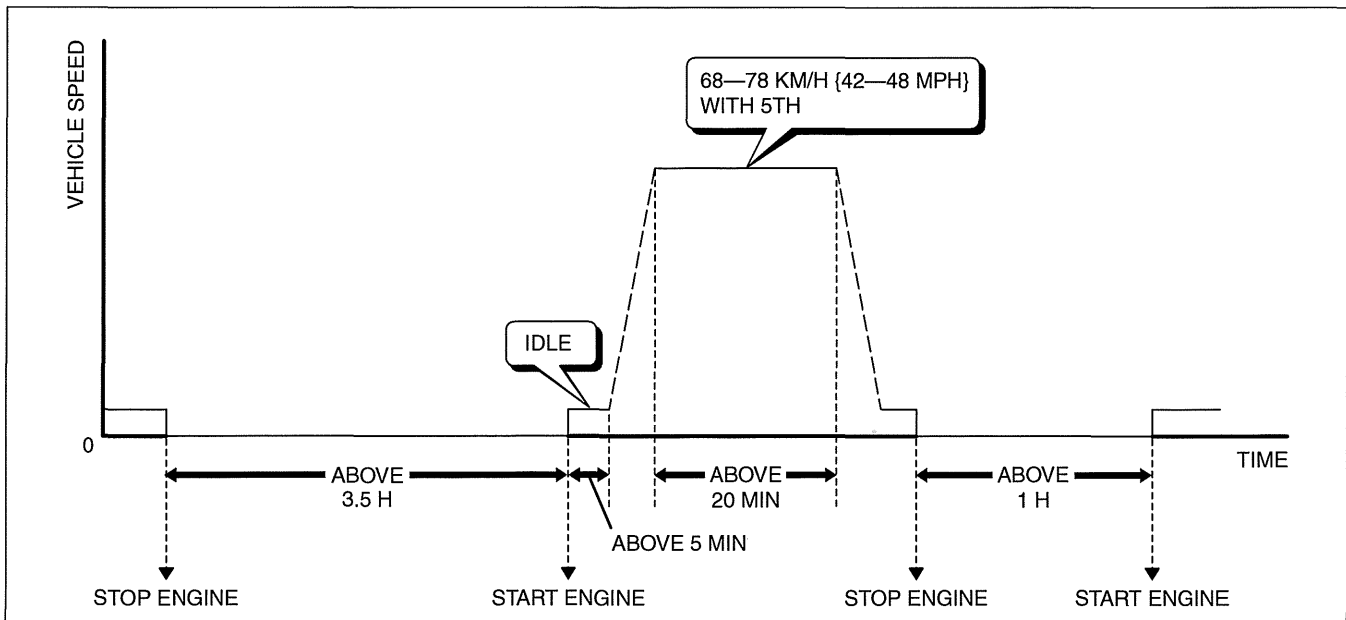 VEHICLE SPEED
68—78 KM/H {42—48 MPH}
WITH 5TH
IDLE
0
TIME
ABOVE
3.5 H
ABOVE
20 MIN
ABOVE
1 H
ABOVE 5 MIN
STOP ENGINE
START ENGINE
STOP ENGINE
START ENGINE